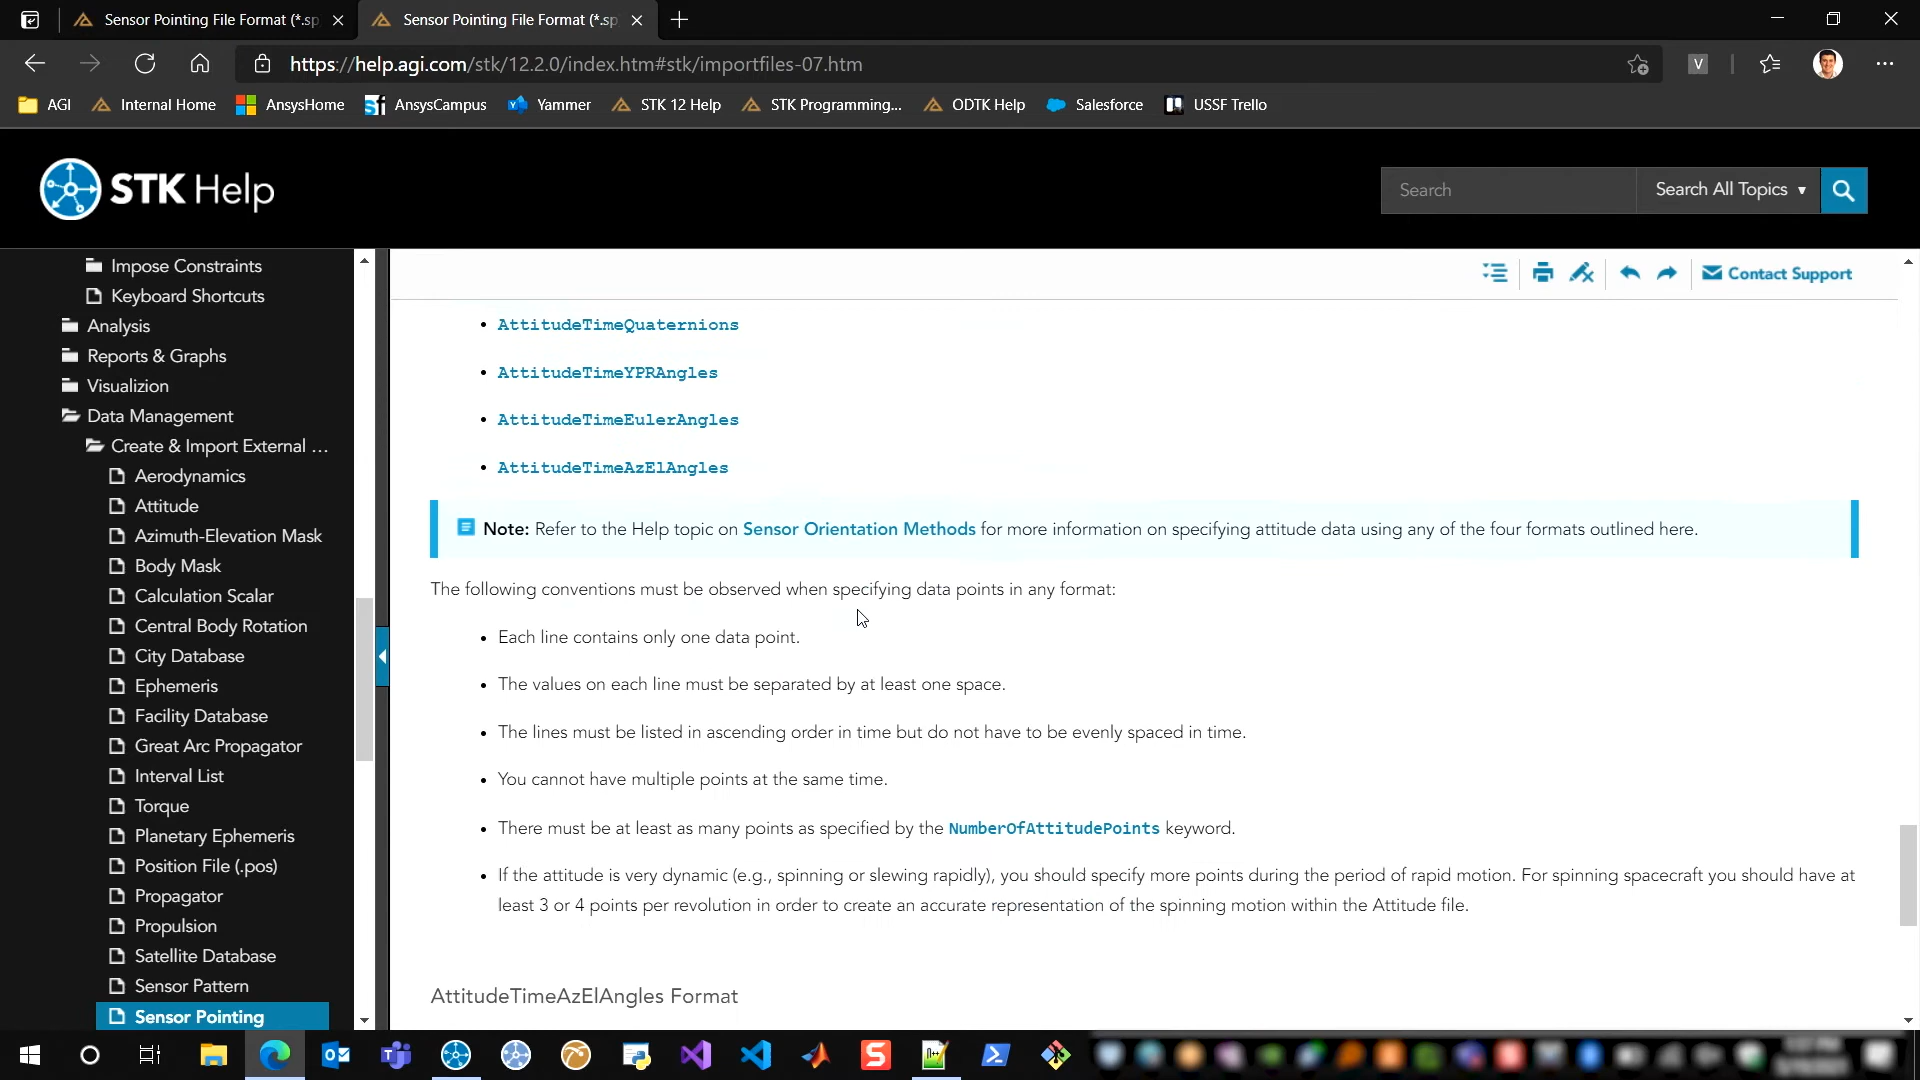 Sensor Pointing File Format (*.sp
Sensor Pointing File Format (*.sp
https://help.agi.com/stk/12.2.0/index.htm#stk/importfiles-07.htm
V
AGI
Internal Home
AnsysHome
AnsysCampus
Yammer
STK 12 Help
STK Programming...
ODTK Help
Salesforce
USSF Trello
STK Help
Search
Search All Topics
Contact Support
Impose Constraints
Keyboard Shortcuts
Analysis
Reports & Graphs
Visualizion
Data Management
Create & Import External ...
Aerodynamics
Attitude
Azimuth-Elevation Mask
Body Mask
Calculation Scalar
Central Body Rotation
City Database
Ephemeris
Facility Database
Great Arc Propagator
Interval List
Torque
Planetary Ephemeris
Position File (.pos)
Propagator
Propulsion
Satellite Database
Sensor Pattern
Sensor Pointing
• AttitudeTimeQuaternions
• AttitudeTimeYPRAngles
• AttitudeTimeEulerAngles
• AttitudeTimeAzElAngles
Note: Refer to the Help topic on Sensor Orientation Methods for more information on specifying attitude data using any of the four formats outlined here.
The following conventions must be observed when specifying data points in any format:
• Each line contains only one data point.
• The values on each line must be separated by at least one space.
• The lines must be listed in ascending order in time but do not have to be evenly spaced in time.
• You cannot have multiple points at the same time.
• There must be at least as many points as specified by the NumberOfAttitudePoints keyword.
• If the attitude is very dynamic (e.g., spinning or slewing rapidly), you should specify more points during the period of rapid motion. For spinning spacecraft you should have at
least 3 or 4 points per revolution in order to create an accurate representation of the spinning motion within the Attitude file.
AttitudeTimeAzElAngles Format